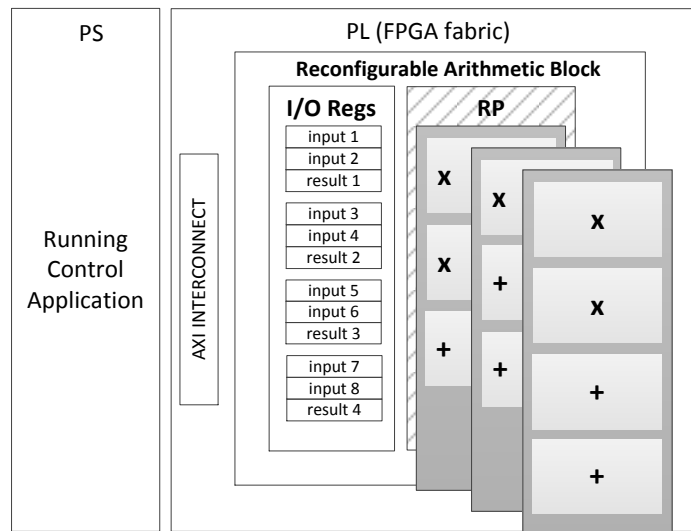 PS
PL (FPGA fabric)
Reconfigurable Arithmetic Block
I/O Regs
RP
input 1
input 2
result 1
input 3
input 4
result 2
input 5
input 6
result 3
input 7
input 8
result 4
Running
Control
Application
AXI INTERCONNECT
x
x
+
x
+
+
x
x
+
+